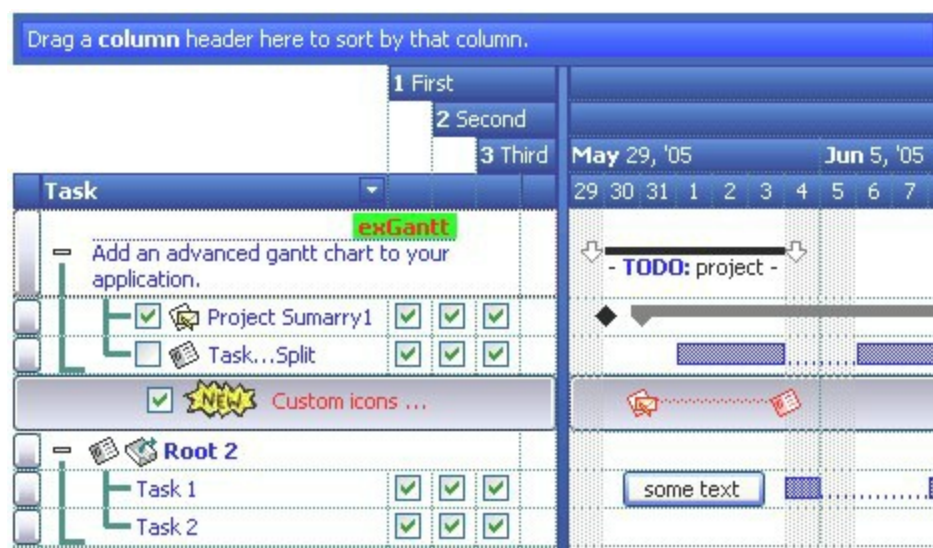 Drag a column header here to sort by that column.
1 First
2 Second
3 Third
May 29, '05
Jun 5, '05
Task
29 30 31 1 2 3 4 5 6 7
exGantt
Add an advanced gantt chart to your
application.
- TODO: project -
Project Sumarry1
Task...Split
NEW
Custom icons ...
Root 2
Task 1
some text
Task 2